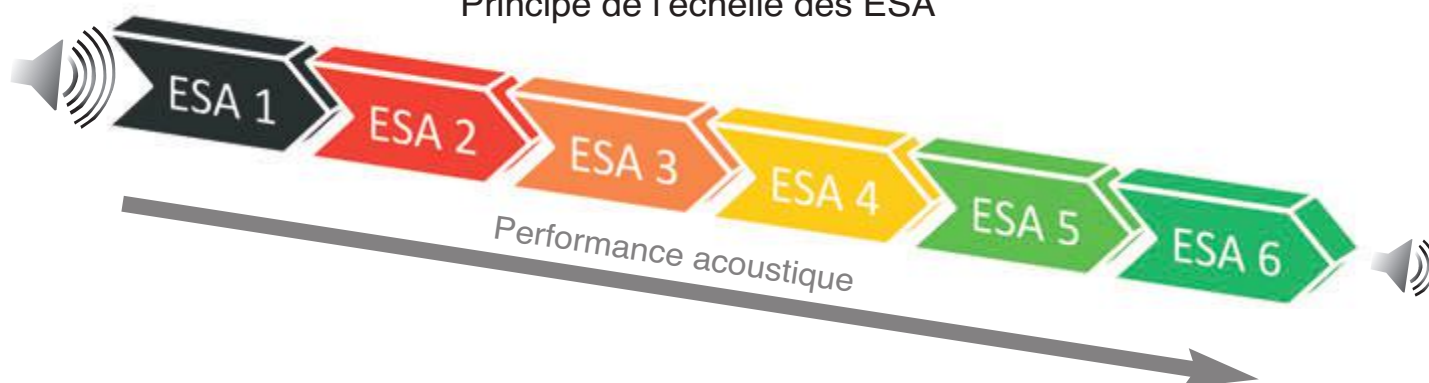 Principe de l'échelle des ESA
ESA 1
ESA 2
ESA 3
ESA 4
ESA 5
ESA 6
Performance acoustique